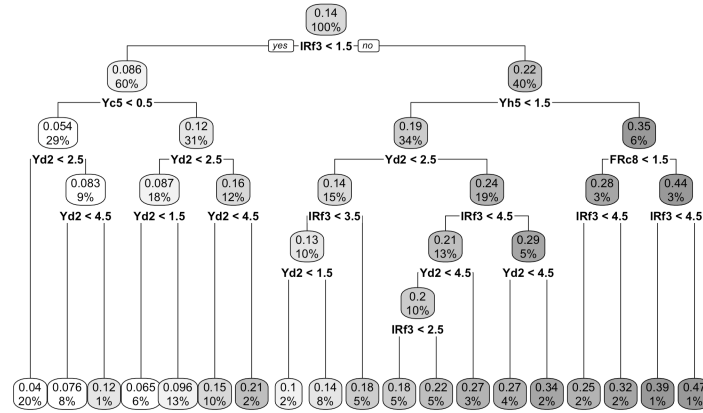 0.14
100%
yes IRf3 < 1.5 no
0.086 0.22
60% 40%
Yc5 < 0.5 Yh5 < 1.5
0.054 0.12 0.19 0.35
29% 31% 34% 6%
Yd2 < 2.5 Yd2 < 2.5 Yd2 < 2.5 FRc8 < 1.5
0.083 0.087 0.16 0.14 0.24 0.28 0.44
9% 18% 12% 15% 19% 3% 3%
Yd2 < 4.5 Yd2 < 1.5 Yd2 < 4.5 IRf3 < 3.5 IRf3 < 4.5 IRf3 < 4.5 IRf3 < 4.5
0.13 0.21 0.29
10% 13% 5%
Yd2 < 1.5 Yd2 < 4.5 Yd2 < 4.5
0.2
10%
IRf3 < 2.5
0.04 0.076 0.12 0.065 0.096 0.15 0.21 0.1 0.14 0.18 0.18 0.22 0.27 0.27 0.34 0.25 0.32 0.39 0.47
20% 8% 1% 6% 13% 10% 2% 2% 8% 5% 5% 5% 3% 4% 2% 2% 2% 1% 1%